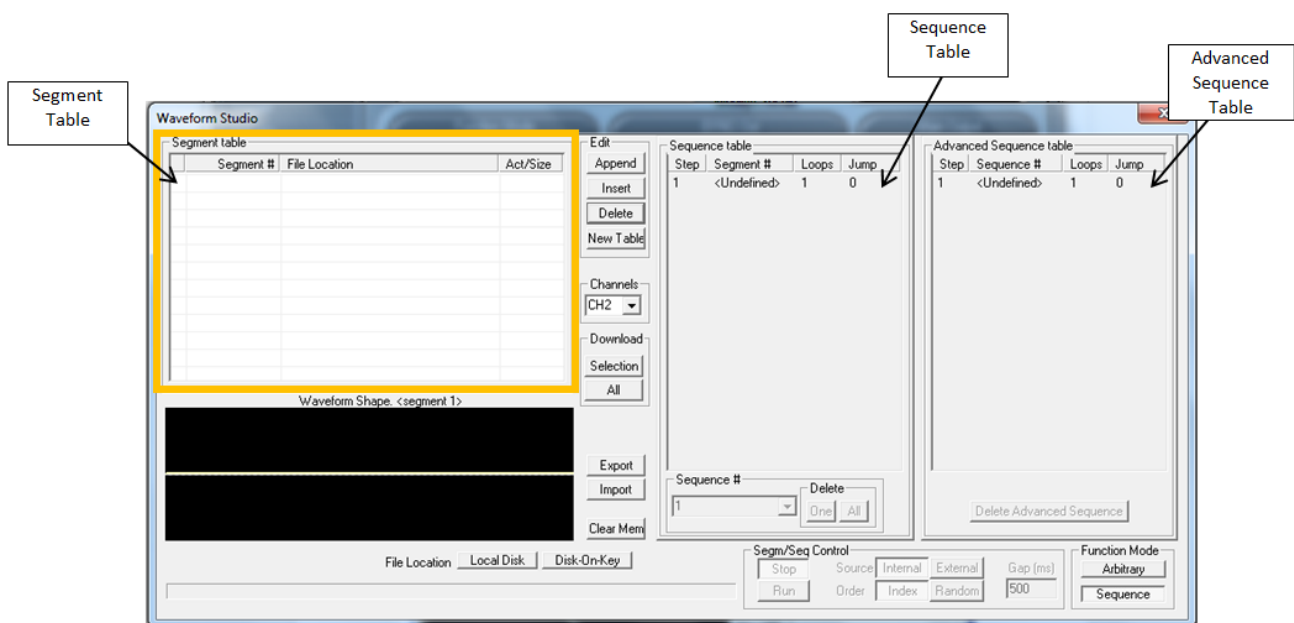 Sequence
Table
Advanced
Sequence
Table
Segment
Table
Waveform Studio
Segment table
Segment # File Location Act/Size
Edit
Append
Insert
Delete
New Table
Channels
CH2
Download
Selection
All
Export
Import
Clear Mem
Waveform Shape. <segment 1>
Sequence table
Step Segment # Loops Jump
1 <Undefined> 1 0
Sequence #
1
Delete
One All
Advanced Sequence table
Step Sequence # Loops Jump
1 <Undefined> 1 0
Delete Advanced Sequence
File Location Local Disk Disk-On-Key
Segm/Seq Control
Stop Source Internal External Gap (ms)
Run Order Index Random 500
Function Mode
Arbitrary
Sequence